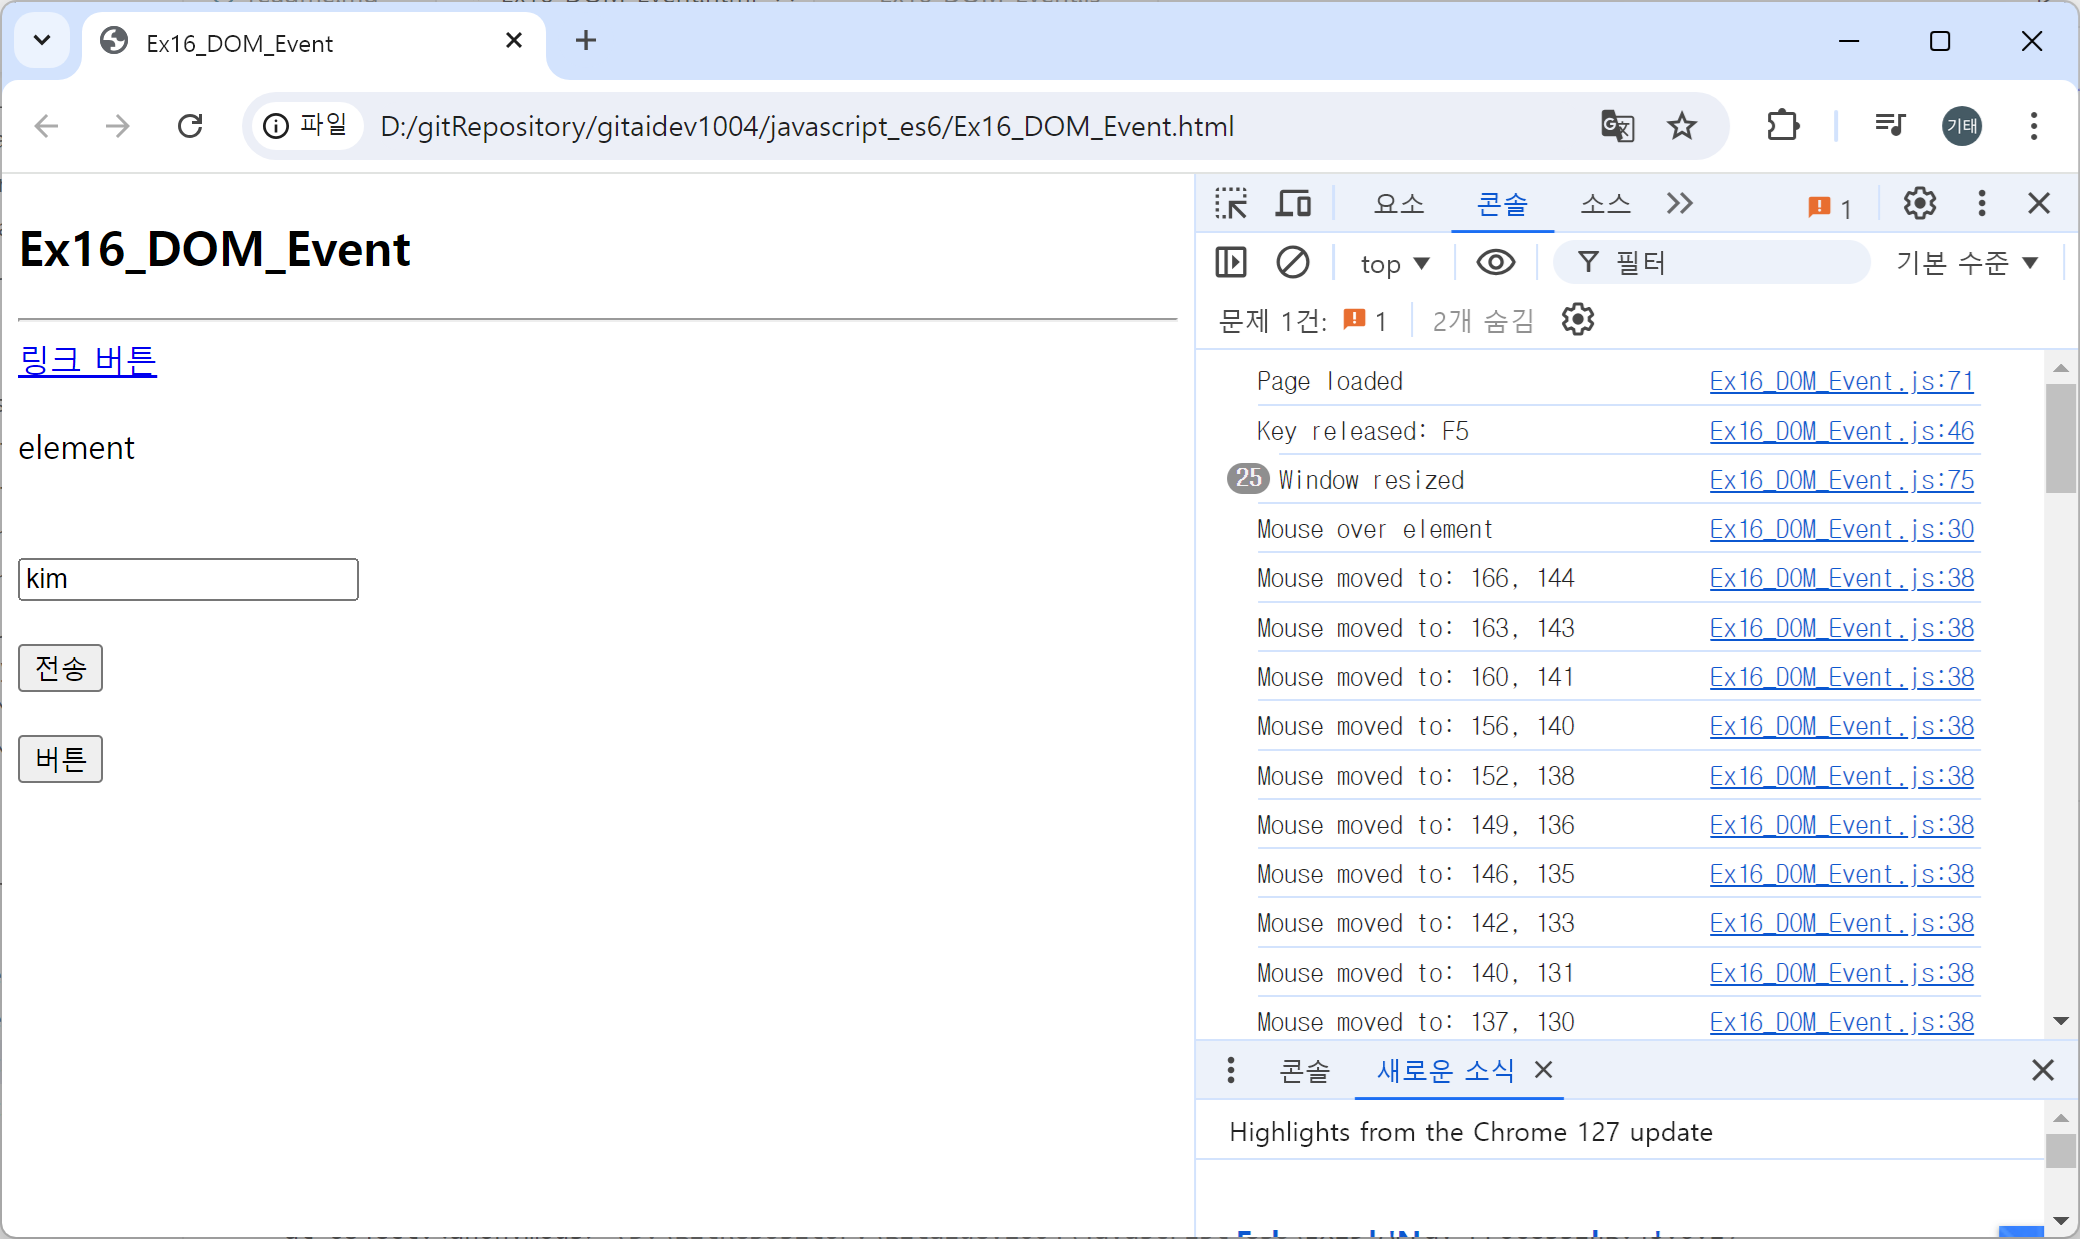 Ex16_DOM_Event
파일 D:/gitRepository/gitaidev1004/javascript_es6/Ex16_DOM_Event.html 기태
Ex16_DOM_Event
링크 버튼
element
kim
전송
버튼
요소 콘솔 소스 1
top 필터 기본 수준
문제 1건: 1 2개 숨김
Page loaded Ex16_DOM_Event.js:71
Key released: F5 Ex16_DOM_Event.js:46
25 Window resized Ex16_DOM_Event.js:75
Mouse over element Ex16_DOM_Event.js:30
Mouse moved to: 166, 144 Ex16_DOM_Event.js:38
Mouse moved to: 163, 143 Ex16_DOM_Event.js:38
Mouse moved to: 160, 141 Ex16_DOM_Event.js:38
Mouse moved to: 156, 140 Ex16_DOM_Event.js:38
Mouse moved to: 152, 138 Ex16_DOM_Event.js:38
Mouse moved to: 149, 136 Ex16_DOM_Event.js:38
Mouse moved to: 146, 135 Ex16_DOM_Event.js:38
Mouse moved to: 142, 133 Ex16_DOM_Event.js:38
Mouse moved to: 140, 131 Ex16_DOM_Event.js:38
Mouse moved to: 137, 130 Ex16_DOM_Event.js:38
콘솔 새로운 소식
Highlights from the Chrome 127 update